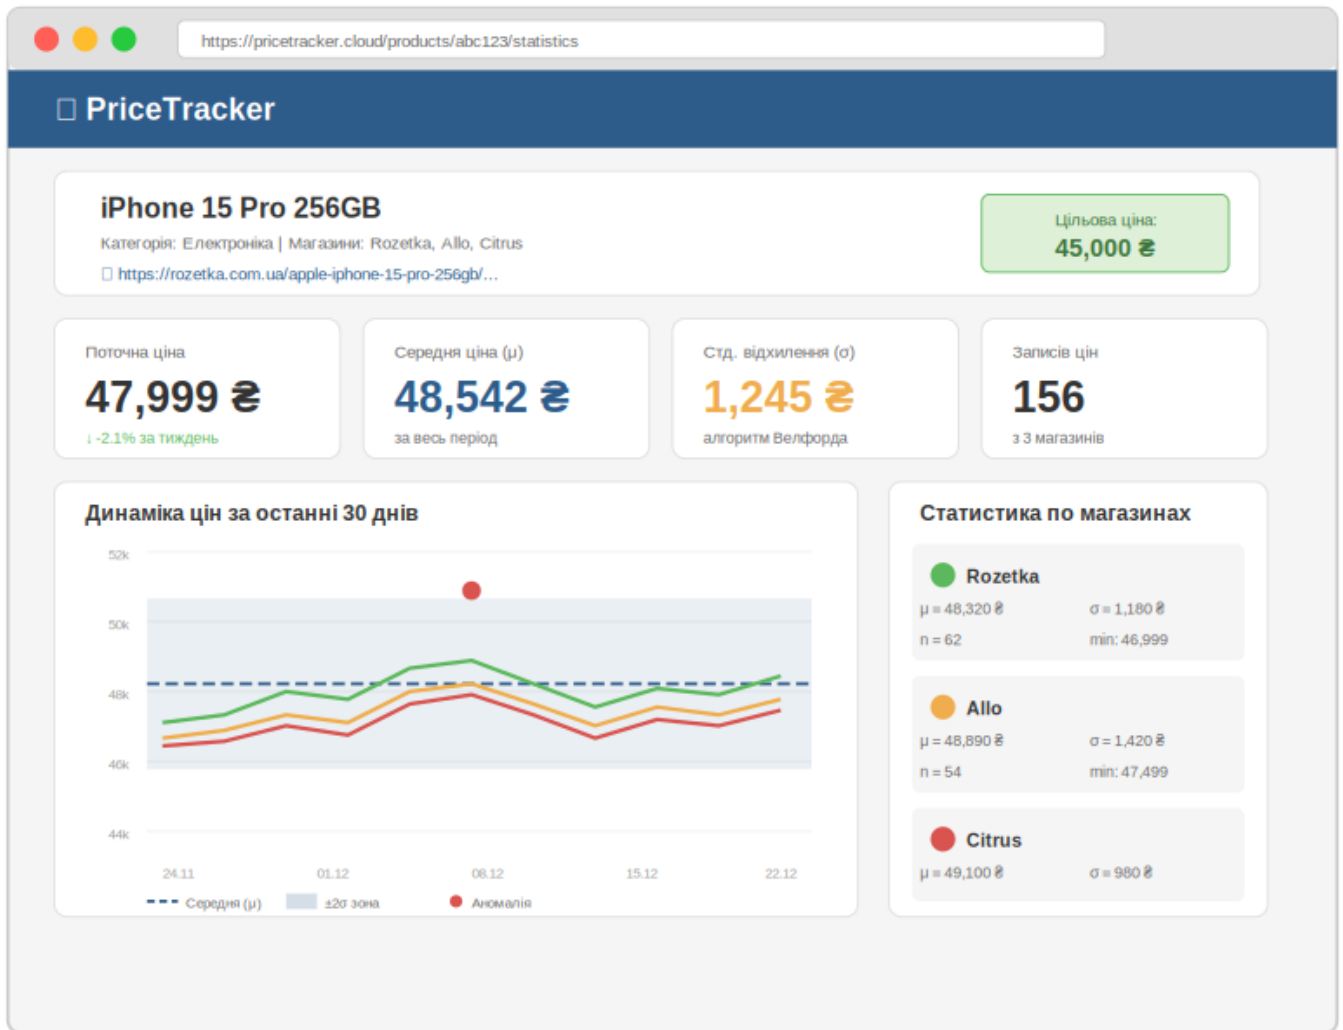 https://pricetracker.cloud/products/abc123/statistics
PriceTracker
iPhone 15 Pro 256GB
Категорія: Електроніка | Магазини: Rozetka, Allo, Citrus
https://rozetka.com.ua/apple-iphone-15-pro-256gb/...
Цільова ціна:
45,000 ₴
Поточна ціна
47,999 ₴
↓ -2.1% за тиждень
Середня ціна (μ)
48,542 ₴
за весь період
Стд. відхилення (σ)
1,245 ₴
алгоритм Велфорда
Записів цін
156
з 3 магазинів
Динаміка цін за останні 30 днів
52k
50k
48k
46k
44k
24.11 01.12 08.12 15.12 22.12
Середня (μ) ±2σ зона Аномалія
Статистика по магазинах
Rozetka
μ = 48,320 ₴ σ = 1,180 ₴
n = 62 min: 46,999
Allo
μ = 48,890 ₴ σ = 1,420 ₴
n = 54 min: 47,499
Citrus
μ = 49,100 ₴ σ = 980 ₴